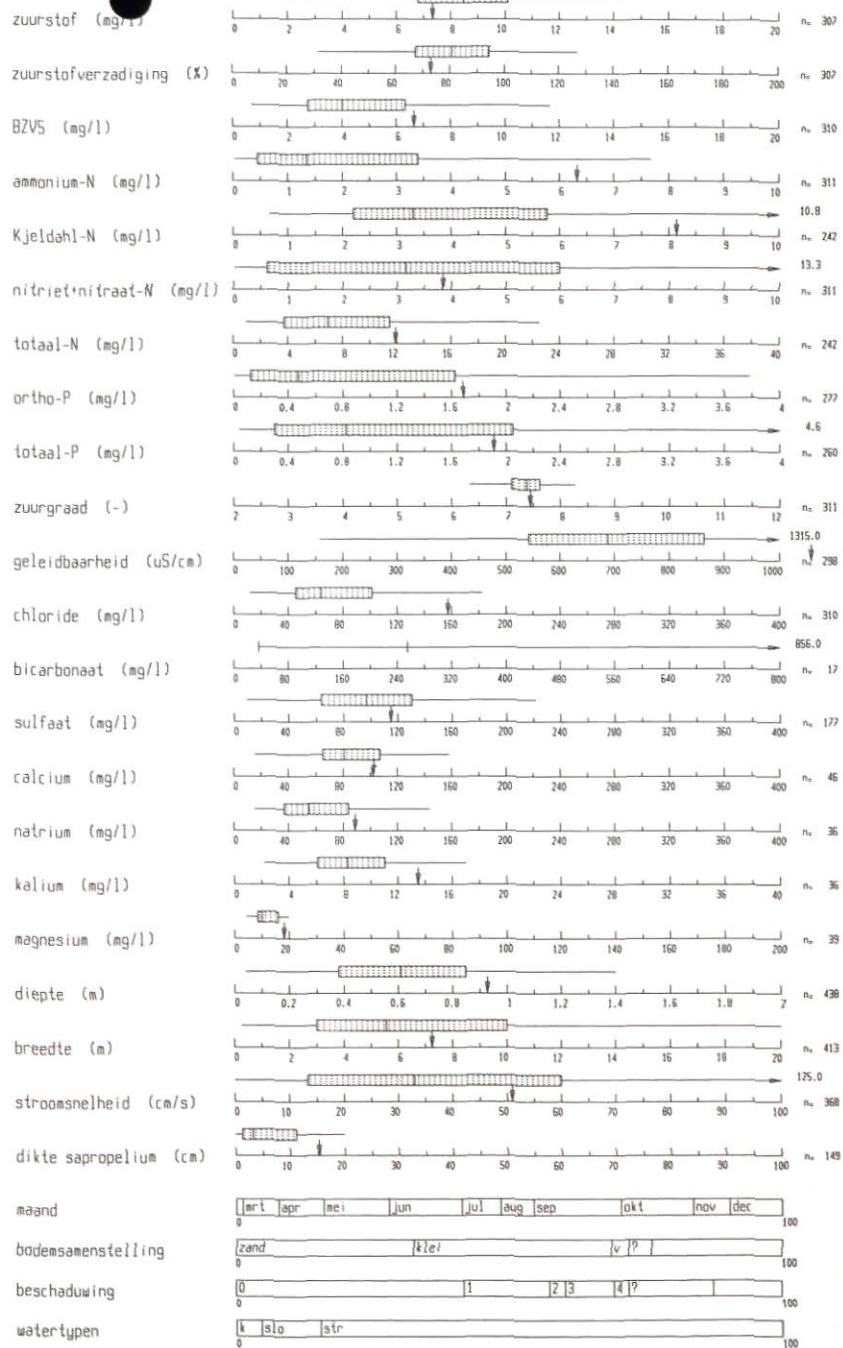 zuurstof (mg/l) 0 2 4 6 8 10 12 14 16 18 20 n= 307
zuurstofverzadiging (%) 0 20 40 60 80 100 120 140 160 180 200 n= 307
BZV5 (mg/l) 0 2 4 6 8 10 12 14 16 18 20 n= 310
ammonium-N (mg/l) 0 1 2 3 4 5 6 7 8 9 10 n= 311
10.8
Kjeldahl-N (mg/l) 0 1 2 3 4 5 6 7 8 9 10 n= 242
13.3
nitriet+nitraat-N (mg/l) 0 1 2 3 4 5 6 7 8 9 10 n= 311
totaal-N (mg/l) 0 4 8 12 16 20 24 28 32 36 40 n= 242
ortho-P (mg/l) 0 0.4 0.8 1.2 1.6 2 2.4 2.8 3.2 3.6 4 n= 277
4.6
totaal-P (mg/l) 0 0.4 0.8 1.2 1.6 2 2.4 2.8 3.2 3.6 4 n= 260
zuurgraad (-) 2 3 4 5 6 7 8 9 10 11 12 n= 311
1315.0
geleidbaarheid (uS/cm) 0 100 200 300 400 500 600 700 800 900 1000 n= 298
chloride (mg/l) 0 40 80 120 160 200 240 280 320 360 400 n= 310
856.0
bicarbonaat (mg/l) 0 80 160 240 320 400 480 560 640 720 800 n= 17
sulfaat (mg/l) 0 40 80 120 160 200 240 280 320 360 400 n= 177
calcium (mg/l) 0 40 80 120 160 200 240 280 320 360 400 n= 46
natrium (mg/l) 0 40 80 120 160 200 240 280 320 360 400 n= 36
kalium (mg/l) 0 4 8 12 16 20 24 28 32 36 40 n= 36
magnesium (mg/l) 0 20 40 60 80 100 120 140 160 180 200 n= 39
diepte (m) 0 0.2 0.4 0.6 0.8 1 1.2 1.4 1.6 1.8 2 n= 438
breedte (m) 0 2 4 6 8 10 12 14 16 18 20 n= 413
125.0
stroomsnelheid (cm/s) 0 10 20 30 40 50 60 70 80 90 100 n= 368
dikte sapropelium (cm) 0 10 20 30 40 50 60 70 80 90 100 n= 149
maand mrt apr mei jun jul aug sep okt nov dec
0 100
bodemsamenstelling zand klei v ?
0 100
beschaduwing 0 1 2 3 4 ?
0 100
watertypen k slo str
0 100